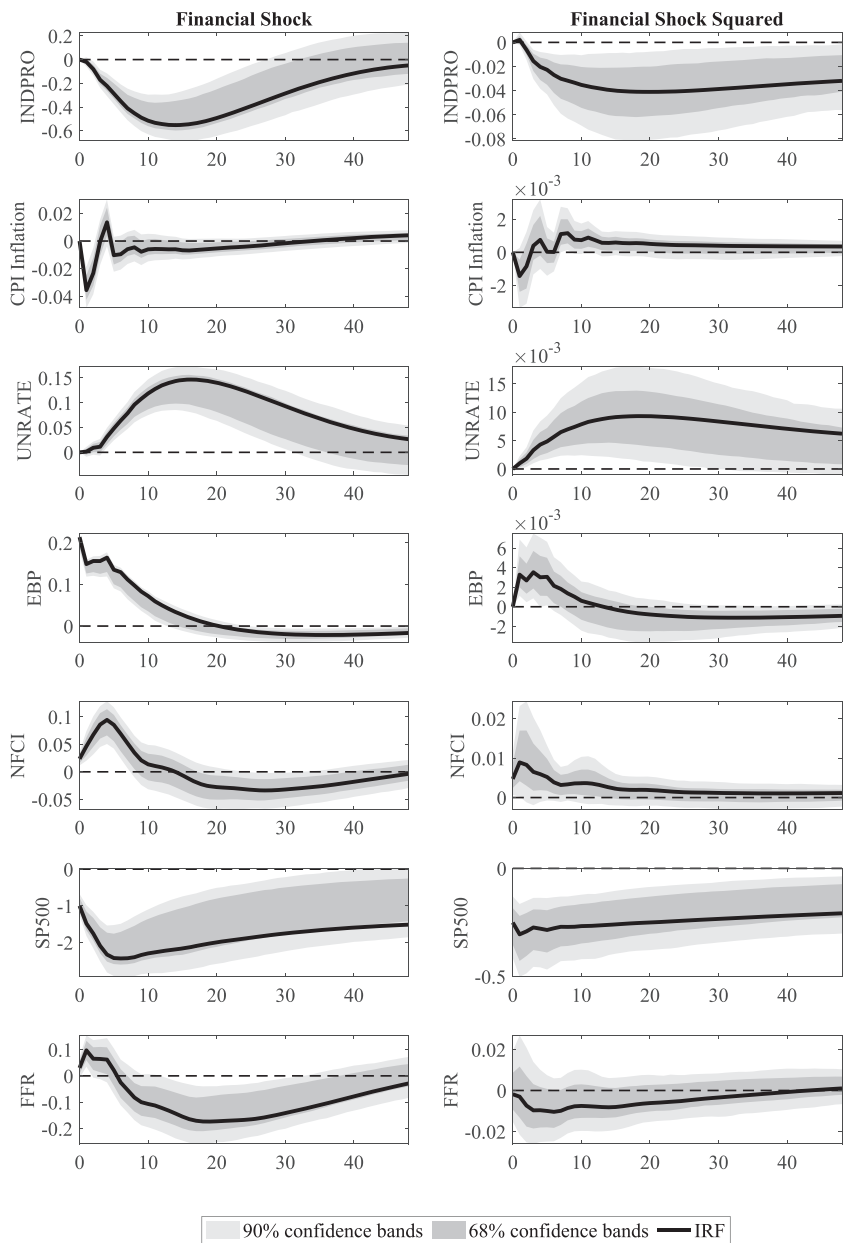 Financial Shock
Financial Shock Squared
INDPRO
0.2
0
-0.2
-0.4
-0.6
0 10 20 30 40
INDPRO
0
-0.02
-0.04
-0.06
-0.08
0 10 20 30 40
CPI Inflation
0.02
0
-0.02
-0.04
0 10 20 30 40
CPI Inflation
×10-3
2
0
-2
0 10 20 30 40
UNRATE
0.15
0.1
0.05
0
0 10 20 30 40
UNRATE
×10-3
15
10
5
0
0 10 20 30 40
EBP
0.2
0.1
0
0 10 20 30 40
EBP
×10-3
6
4
2
0
-2
0 10 20 30 40
NFCI
0.1
0.05
0
-0.05
0 10 20 30 40
NFCI
0.02
0.01
0
0 10 20 30 40
SP500
0
-1
-2
0 10 20 30 40
SP500
0
-0.5
0 10 20 30 40
FFR
0.1
0
-0.1
-0.2
0 10 20 30 40
FFR
0.02
0
-0.02
0 10 20 30 40
90% confidence bands 68% confidence bands IRF